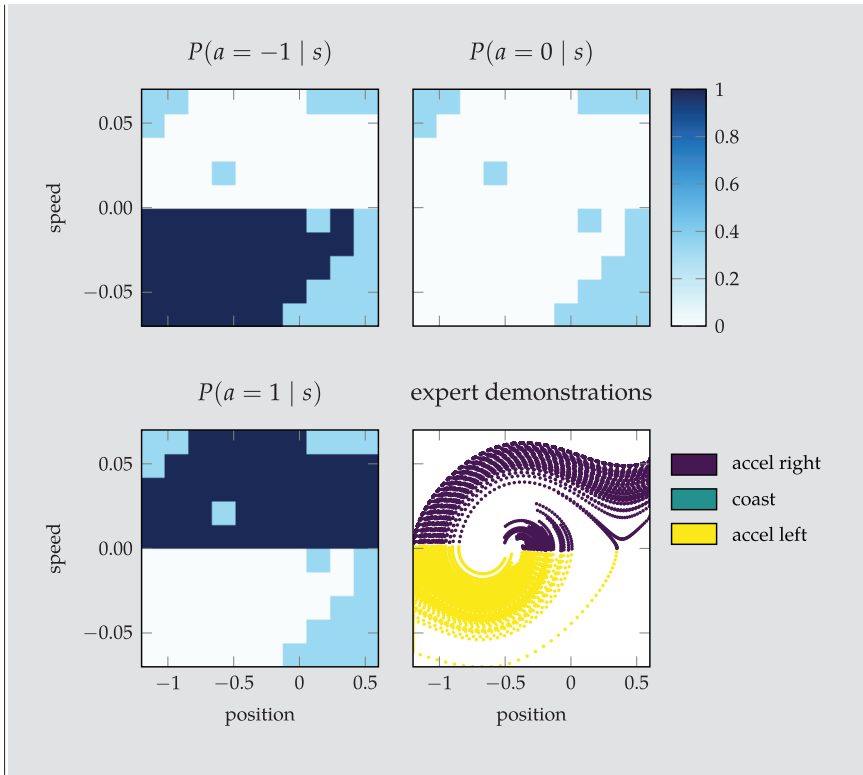 P(a = −1 | s)
P(a = 0 | s)
0.05
0.00
−0.05
speed
1
0.8
0.6
0.4
0.2
0
P(a = 1 | s)
expert demonstrations
0.05
0.00
−0.05
speed
accel right
coast
accel left
−1
−0.5
0
0.5
−1
−0.5
0
0.5
position
position